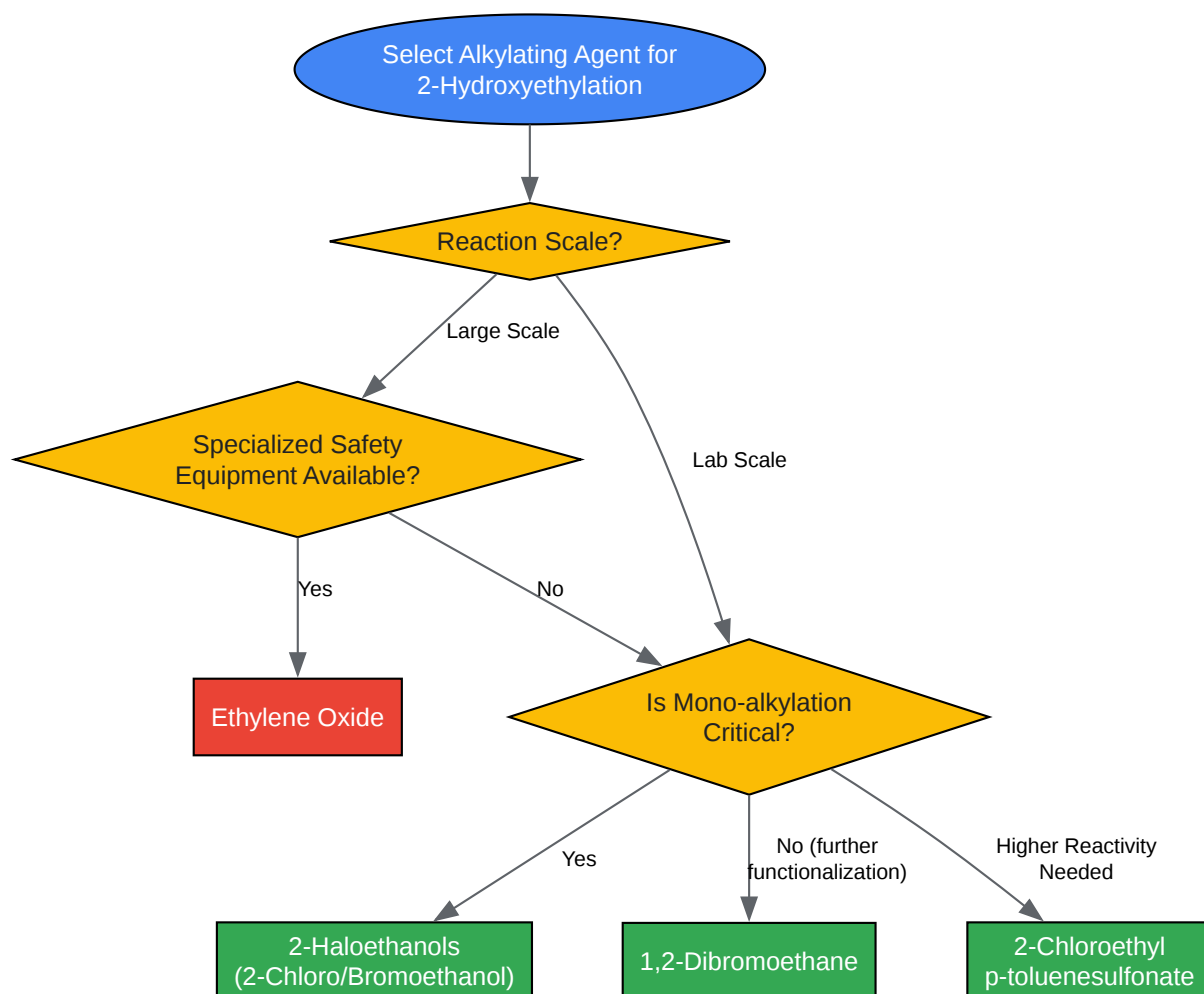 Select Alkylating Agent for
2-Hydroxyethylation
Reaction Scale?
Large Scale
Specialized Safety
Equipment Available?
Lab Scale
Yes
No
Ethylene Oxide
Is Mono-alkylation
Critical?
Yes
No (further
functionalization)
Higher Reactivity
Needed
2-Haloethanols
(2-Chloro/Bromoethanol)
1,2-Dibromoethane
2-Chloroethyl
p-toluenesulfonate